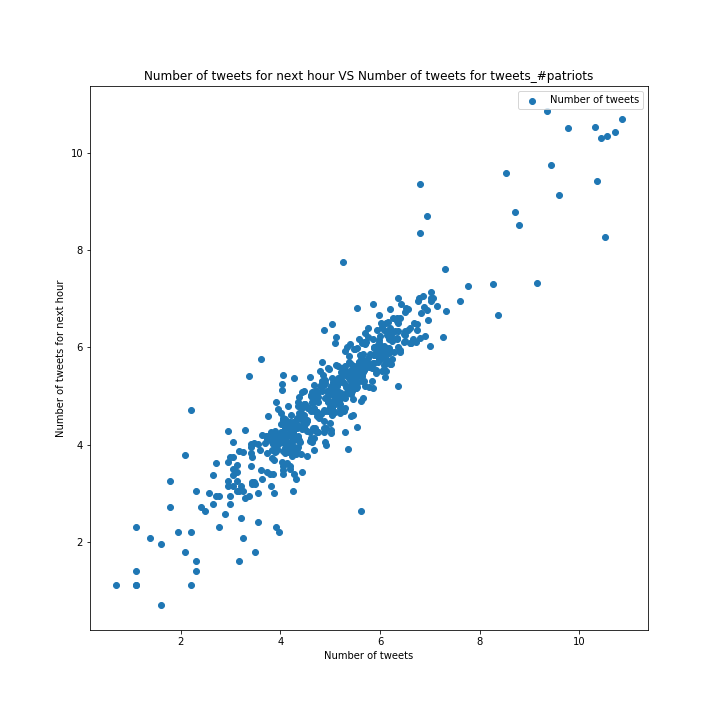 Number of tweets for next hour VS Number of tweets for tweets_#patriots
Number of tweets
10
8
6
4
2
Number of tweets for next hour
2 4 6 8 10
Number of tweets